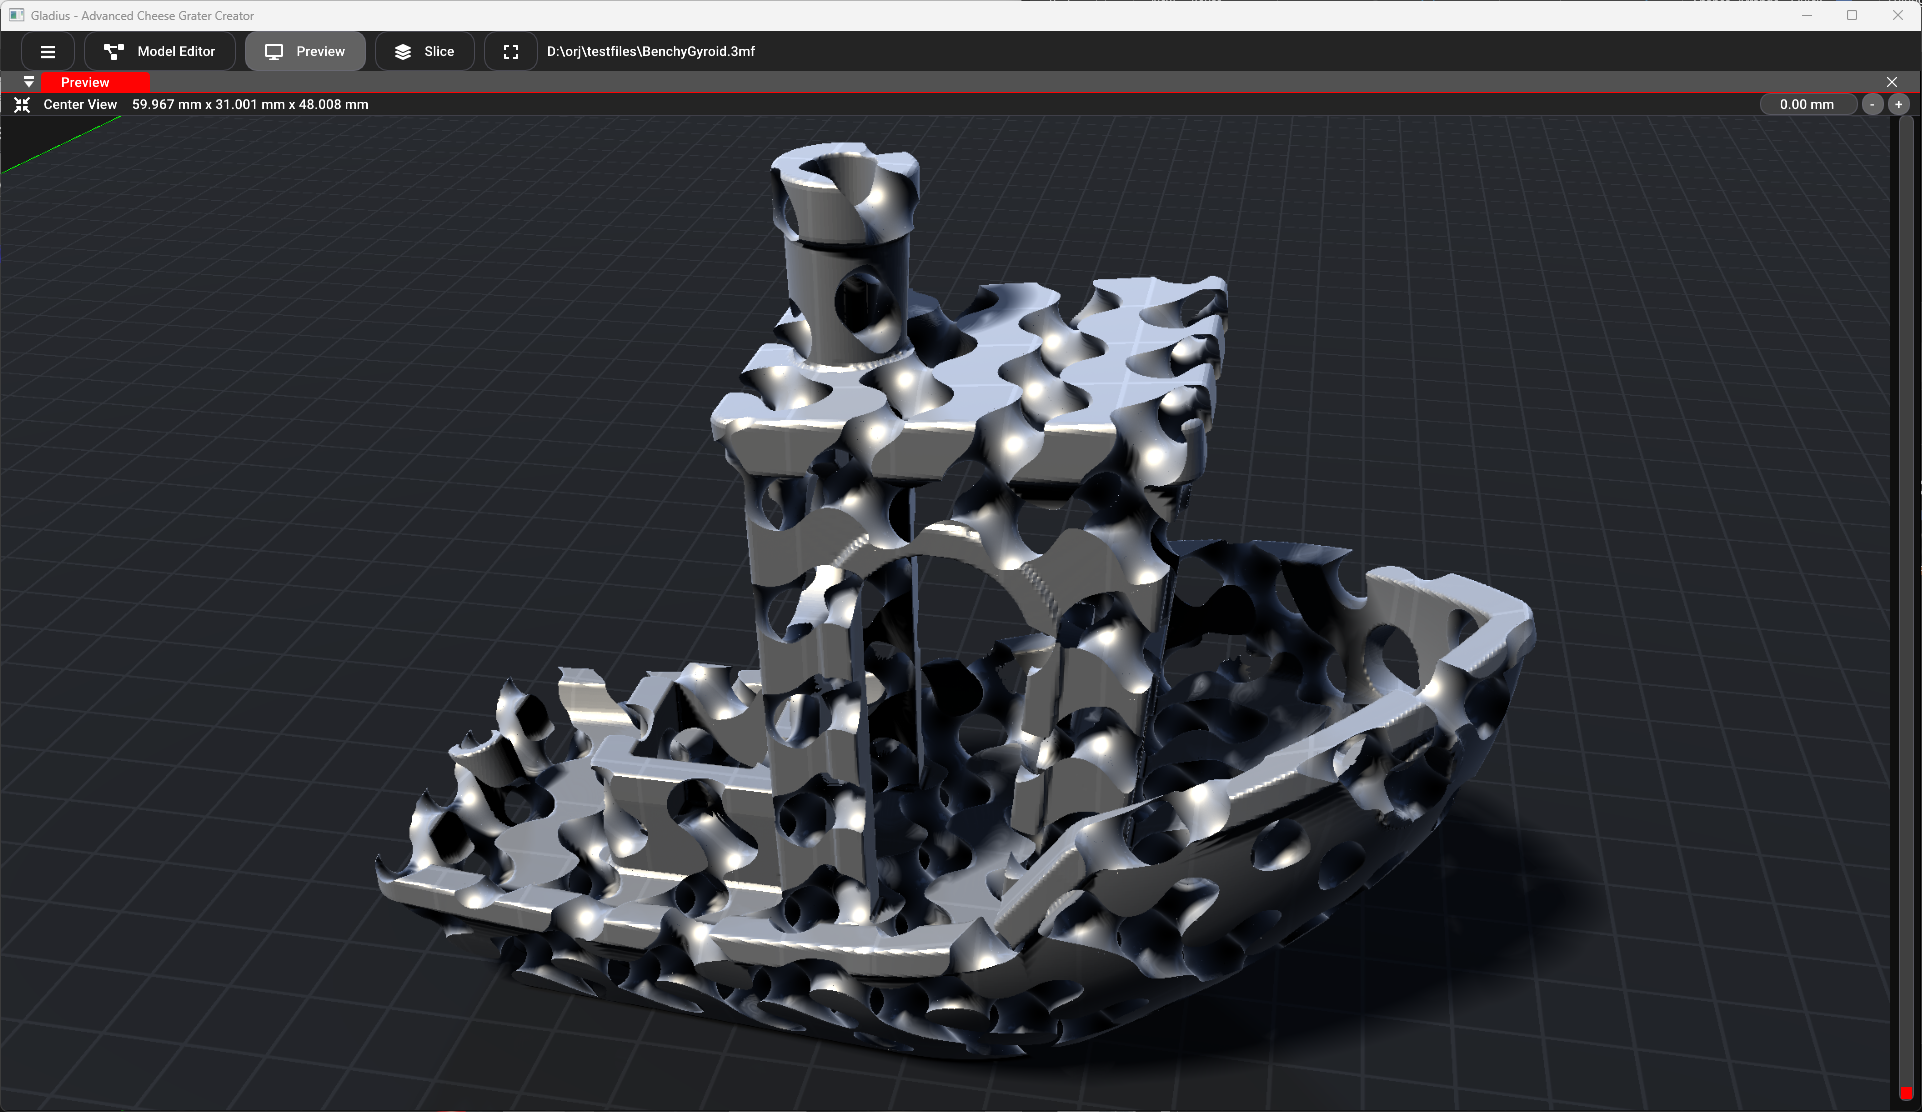 Gladius - Advanced Cheese Grater Creator
Model Editor
Preview
Slice
D:\orj\testfiles\BenchyGyroid.3mf
Preview
Center View
59.967 mm x 31.001 mm x 48.008 mm
0.00 mm
-
+